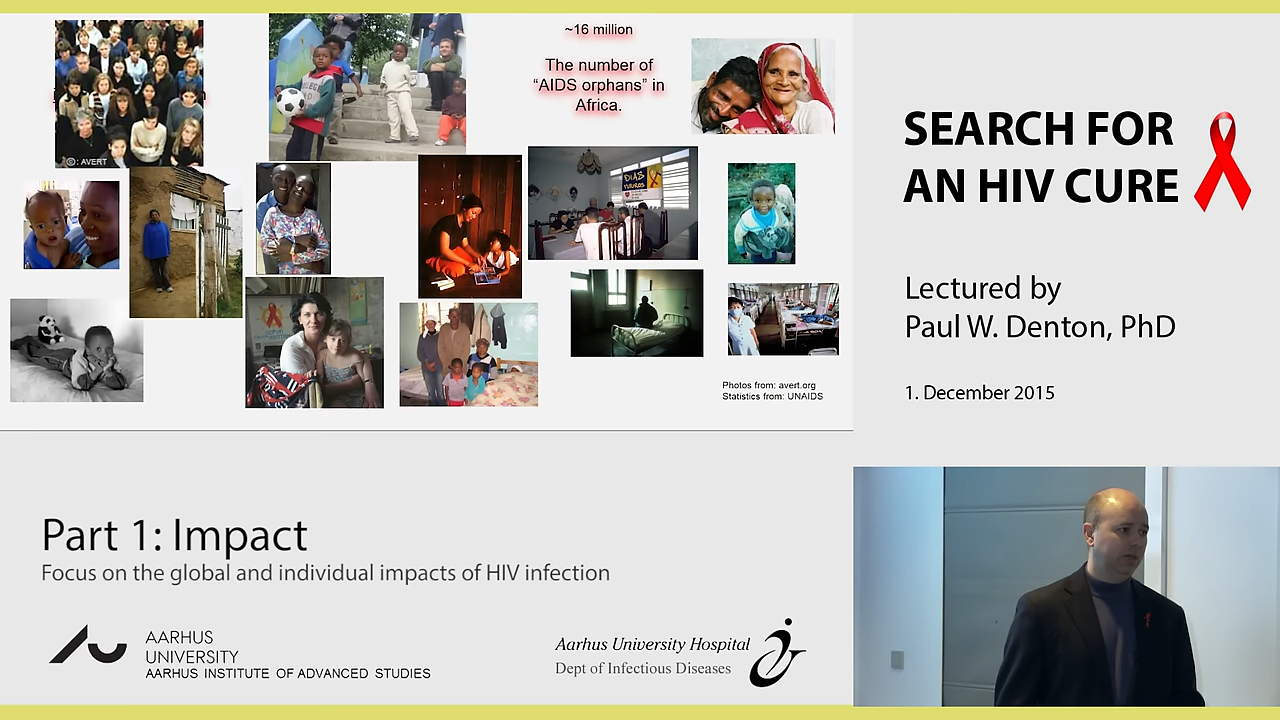 ~16 million
The number of
“AIDS orphans” in
Africa.
©: AVERT
DIAS
Photos from: avert.org
Statistics from: UNAIDS
SEARCH FOR
AN HIV CURE
Lectured by
Paul W. Denton, PhD
1. December 2015
Part 1: Impact
Focus on the global and individual impacts of HIV infection
AARHUS
UNIVERSITY
AARHUS INSTITUTE OF ADVANCED STUDIES
Aarhus University Hospital
Dept of Infectious Diseases